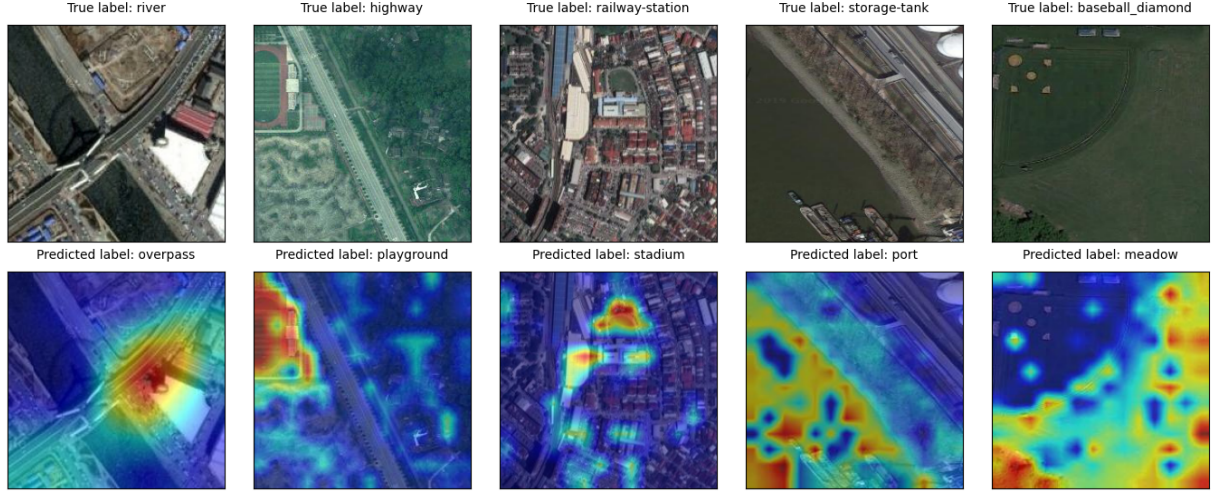 True label: river
True label: highway
True label: railway-station
True label: storage-tank
True label: baseball_diamond
Predicted label: overpass
Predicted label: playground
Predicted label: stadium
Predicted label: port
Predicted label: meadow